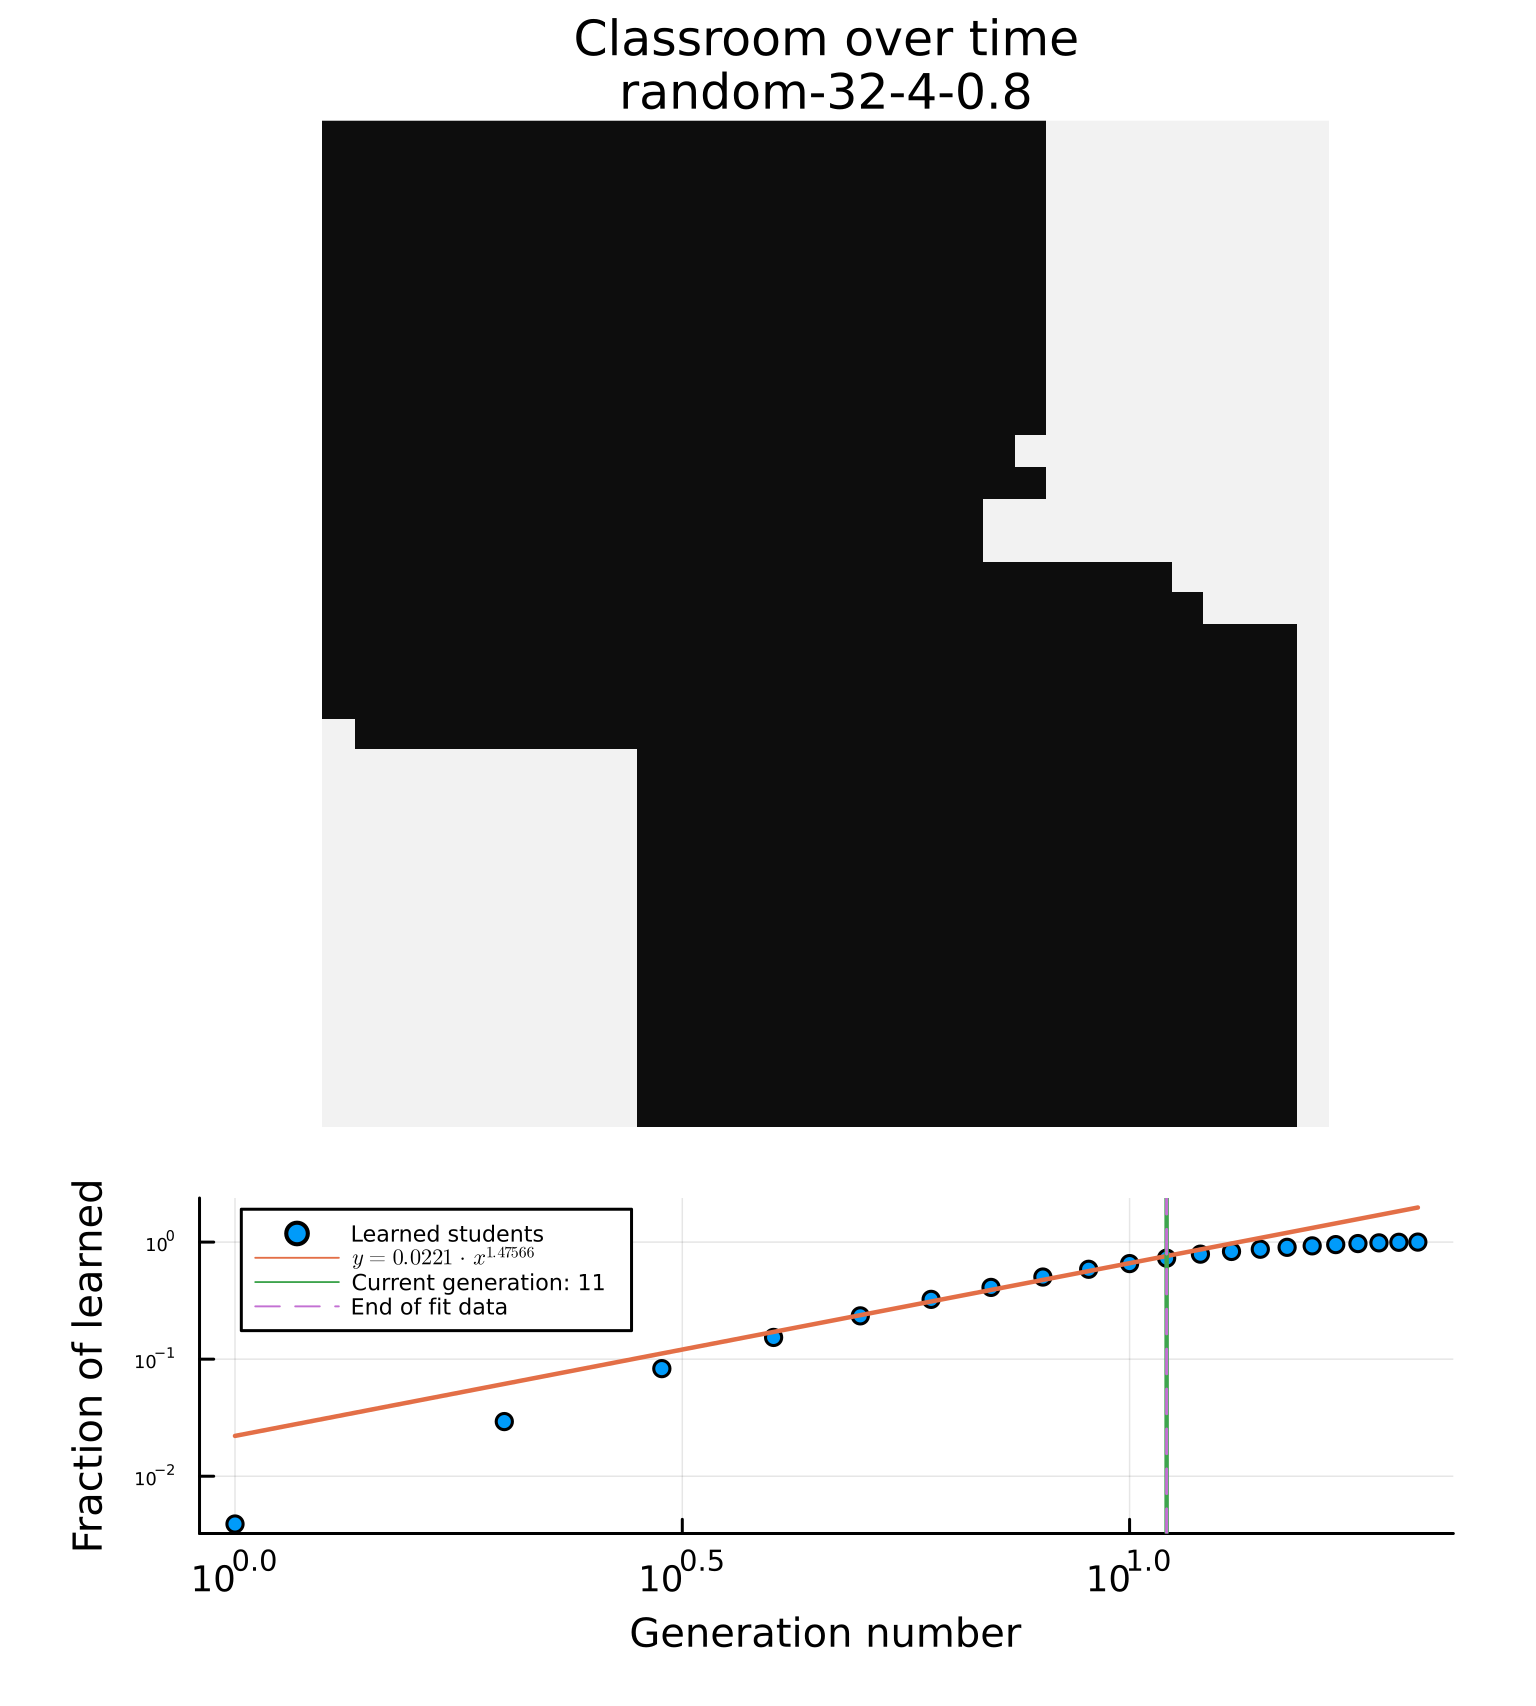 Classroom over time
random-32-4-0.8
Fraction of learned
10⁰
10⁻¹
10⁻²
Learned students
y = 0.0221 · x^1.47566
Current generation: 11
End of fit data
10^0.0
10^0.5
10^1.0
Generation number